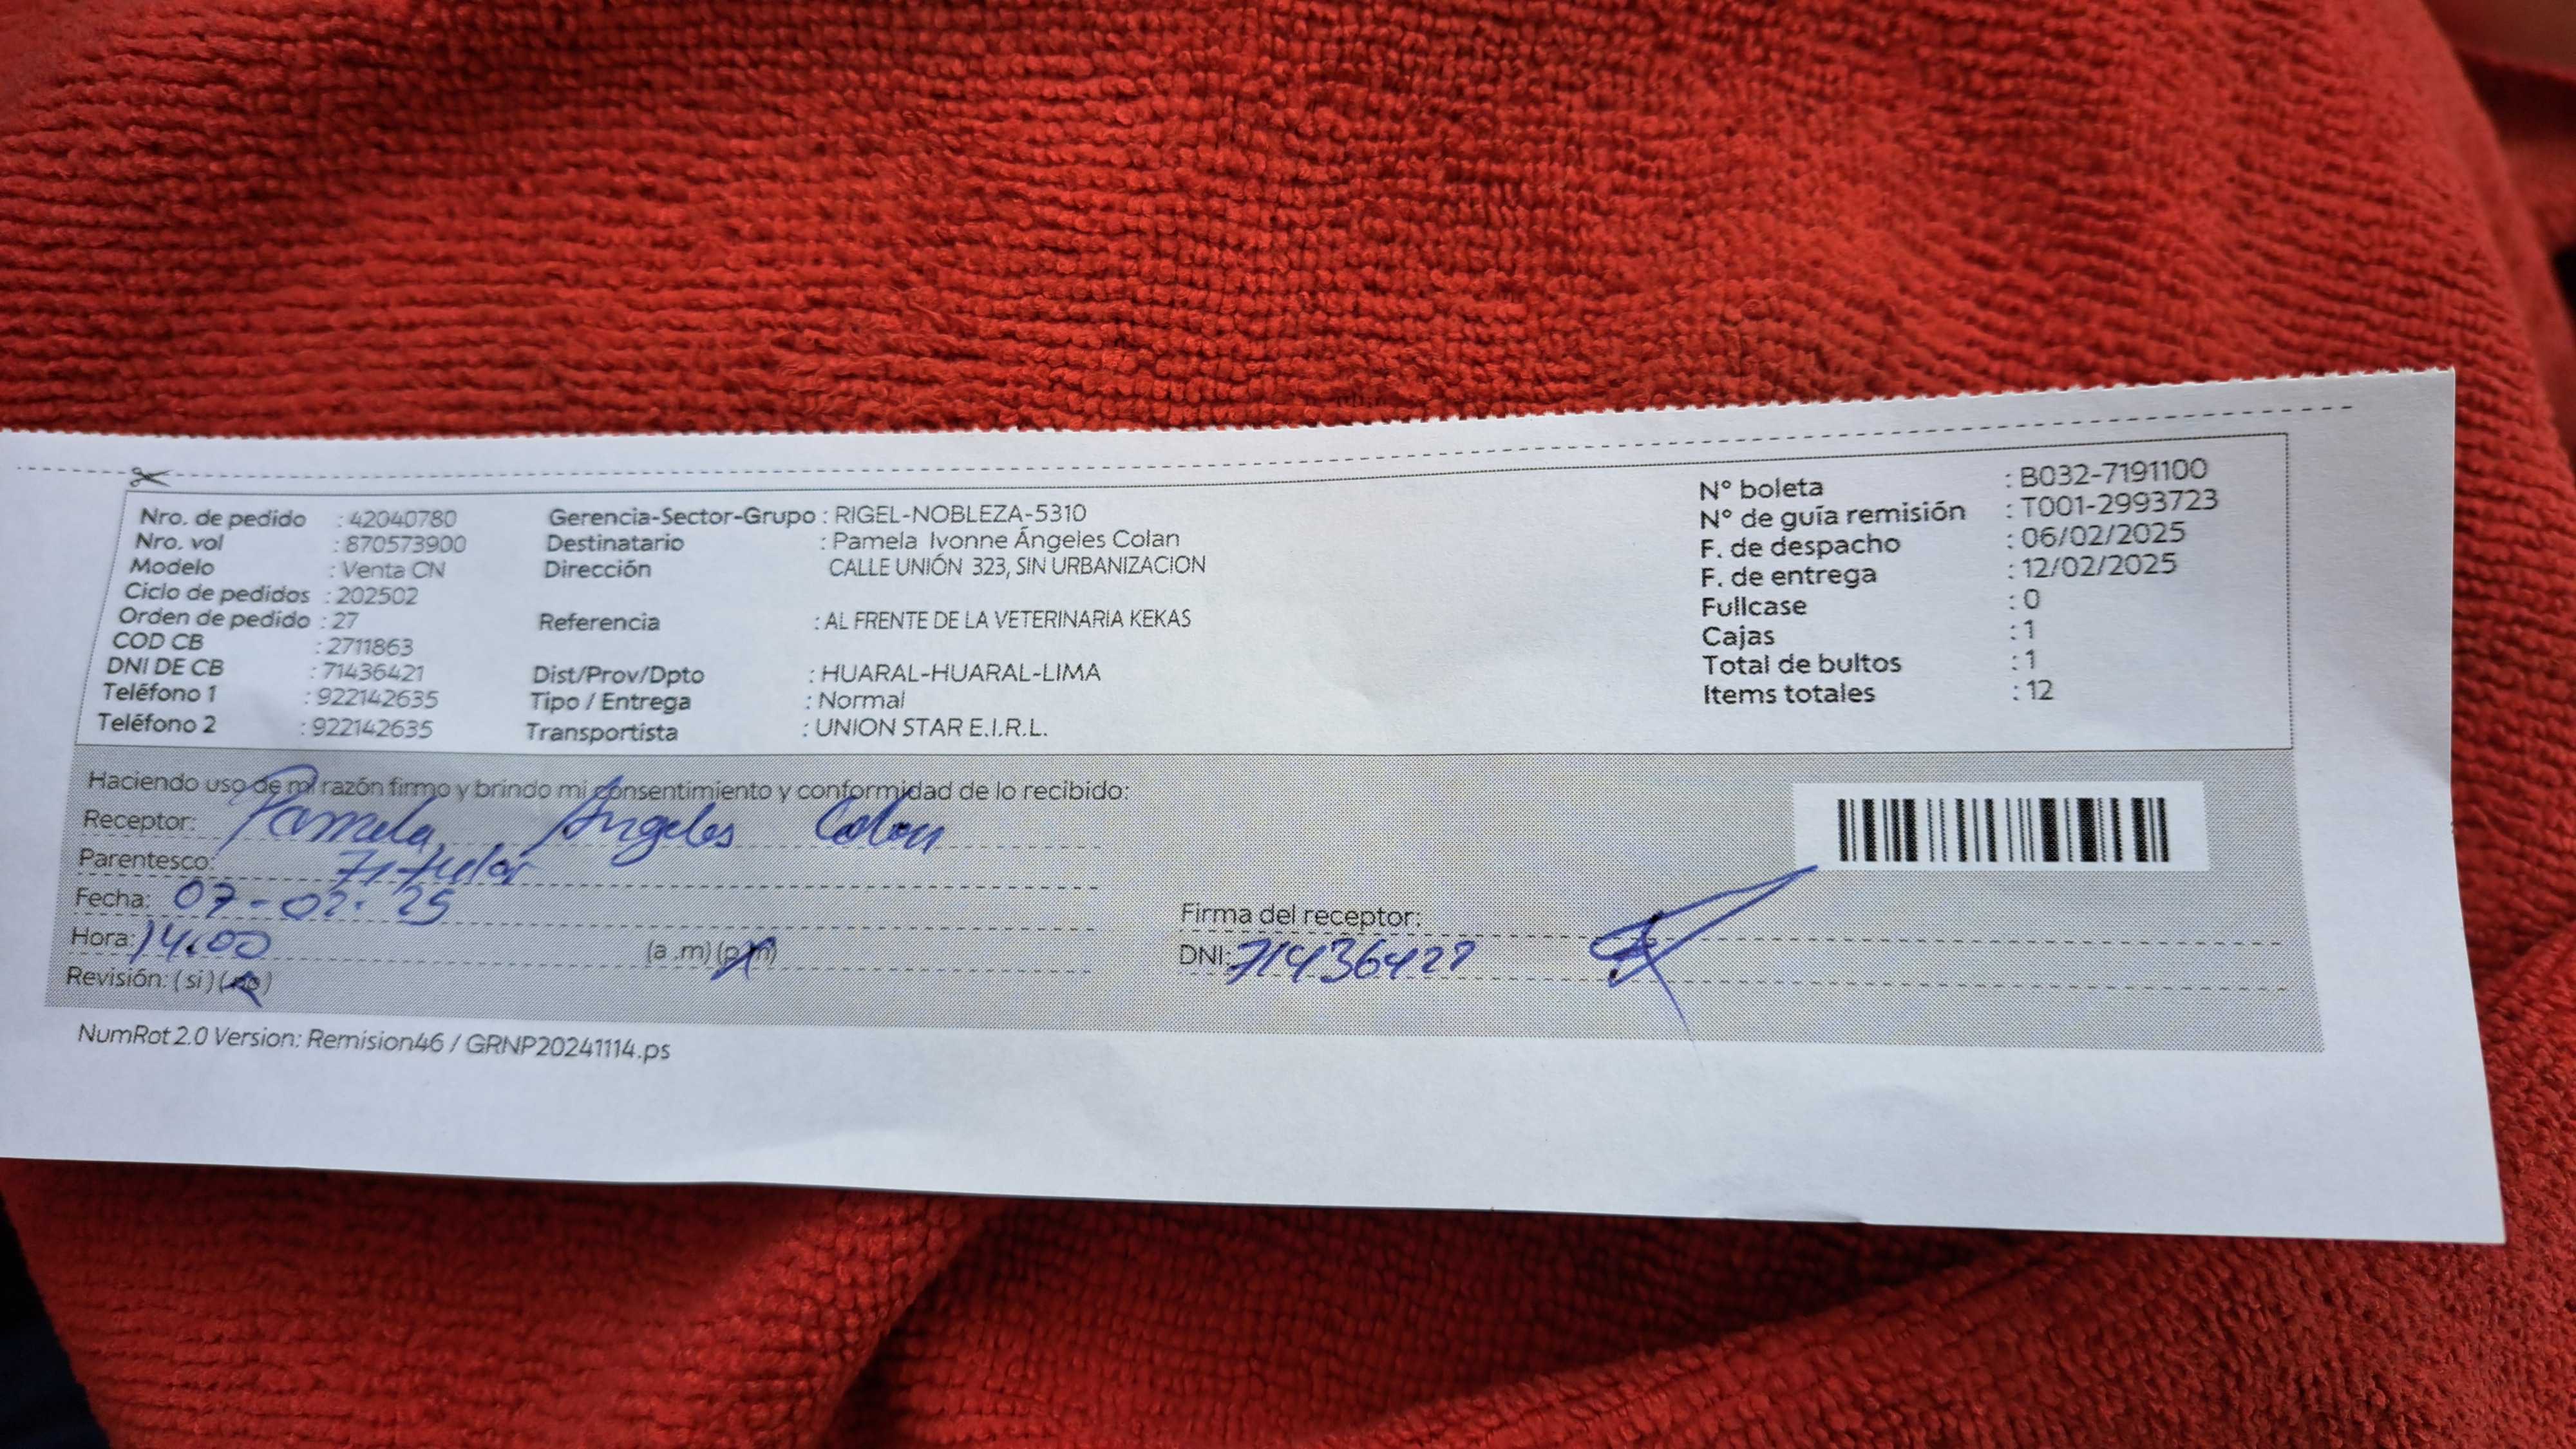 Nro. de pedido : 42040780
Nro. vol : 870573900
Modelo : Venta CN
Ciclo de pedidos : 202502
Orden de pedido : 27
COD CB : 2711863
DNI DE CB : 71436421
Teléfono 1 : 922142635
Teléfono 2 : 922142635
Gerencia-Sector-Grupo : RIGEL-NOBLEZA-5310
Destinatario : Pamela Ivonne Ángeles Colan
Dirección CALLE UNIÓN 323, SIN URBANIZACION
Referencia : AL FRENTE DE LA VETERINARIA KEKAS
Dist/Prov/Dpto : HUARAL-HUARAL-LIMA
Tipo / Entrega : Normal
Transportista : UNION STAR E.I.R.L.
N° boleta : B032-7191100
N° de guía remisión : T001-2993723
F. de despacho : 06/02/2025
F. de entrega : 12/02/2025
Fullcase : 0
Cajas : 1
Total de bultos : 1
Items totales : 12
Haciendo uso de mi razón firmo y brindo mi consentimiento y conformidad de lo recibido:
Receptor: Pamela Angeles Colan
Parentesco: Titular
Fecha: 07-02-25
Hora: 14:00 (a .m) (p.m)
Revisión: ( si ) ( no )
Firma del receptor:
DNI: 71436421
NumRot 2.0 Version: Remision46 / GRNP20241114.ps